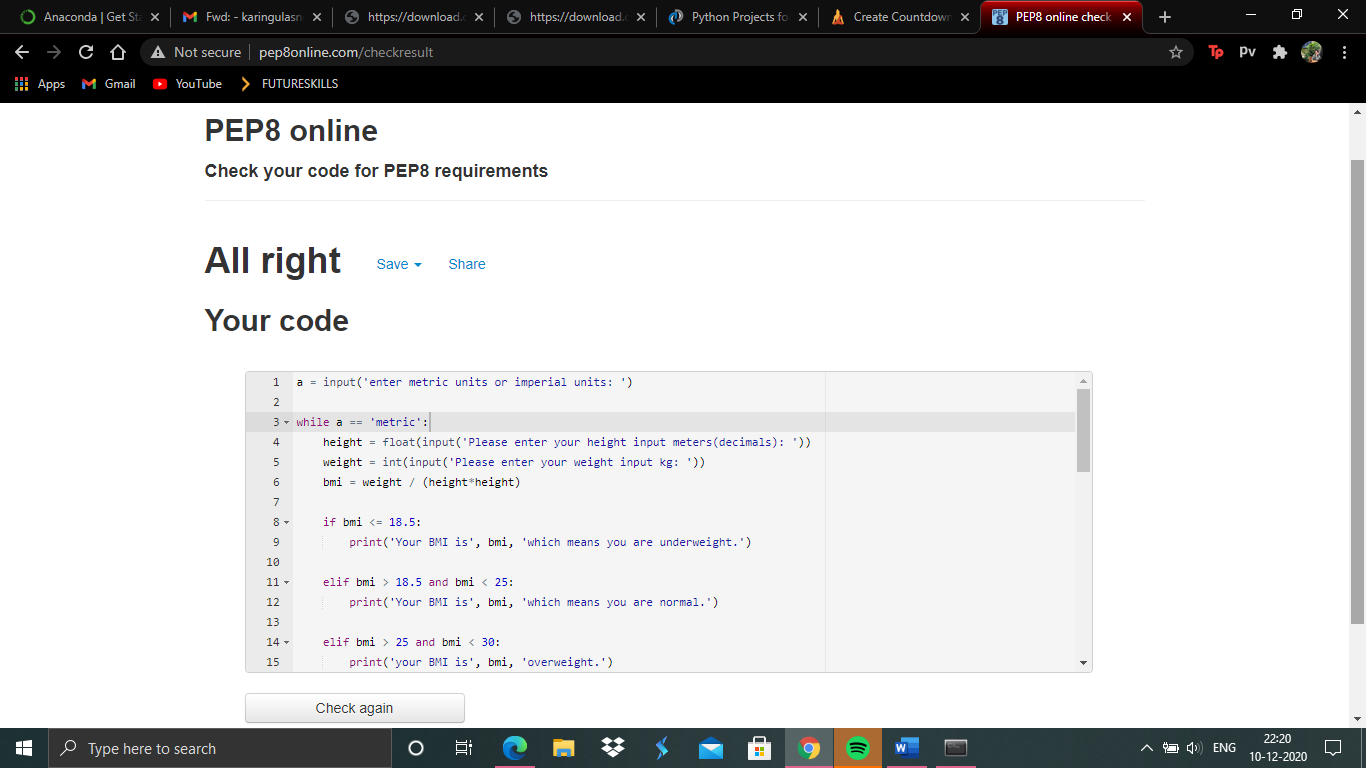 Anaconda | Get Sta
Fwd: - karingulasn
https://download.c
https://download.c
Python Projects fo
Create Countdown
PEP8 online check
Not secure | pep8online.com/checkresult
Tp
Pv
Apps
Gmail
YouTube
FUTURESKILLS
PEP8 online
Check your code for PEP8 requirements
All right
Save
Share
Your code
1 a = input('enter metric units or imperial units: ')
2
3 while a == 'metric':
4     height = float(input('Please enter your height input meters(decimals): '))
5     weight = int(input('Please enter your weight input kg: '))
6     bmi = weight / (height*height)
7
8     if bmi <= 18.5:
9         print('Your BMI is', bmi, 'which means you are underweight.')
10
11     elif bmi > 18.5 and bmi < 25:
12         print('Your BMI is', bmi, 'which means you are normal.')
13
14     elif bmi > 25 and bmi < 30:
15         print('your BMI is', bmi, 'overweight.')
Check again
Type here to search
ENG
22:20
10-12-2020